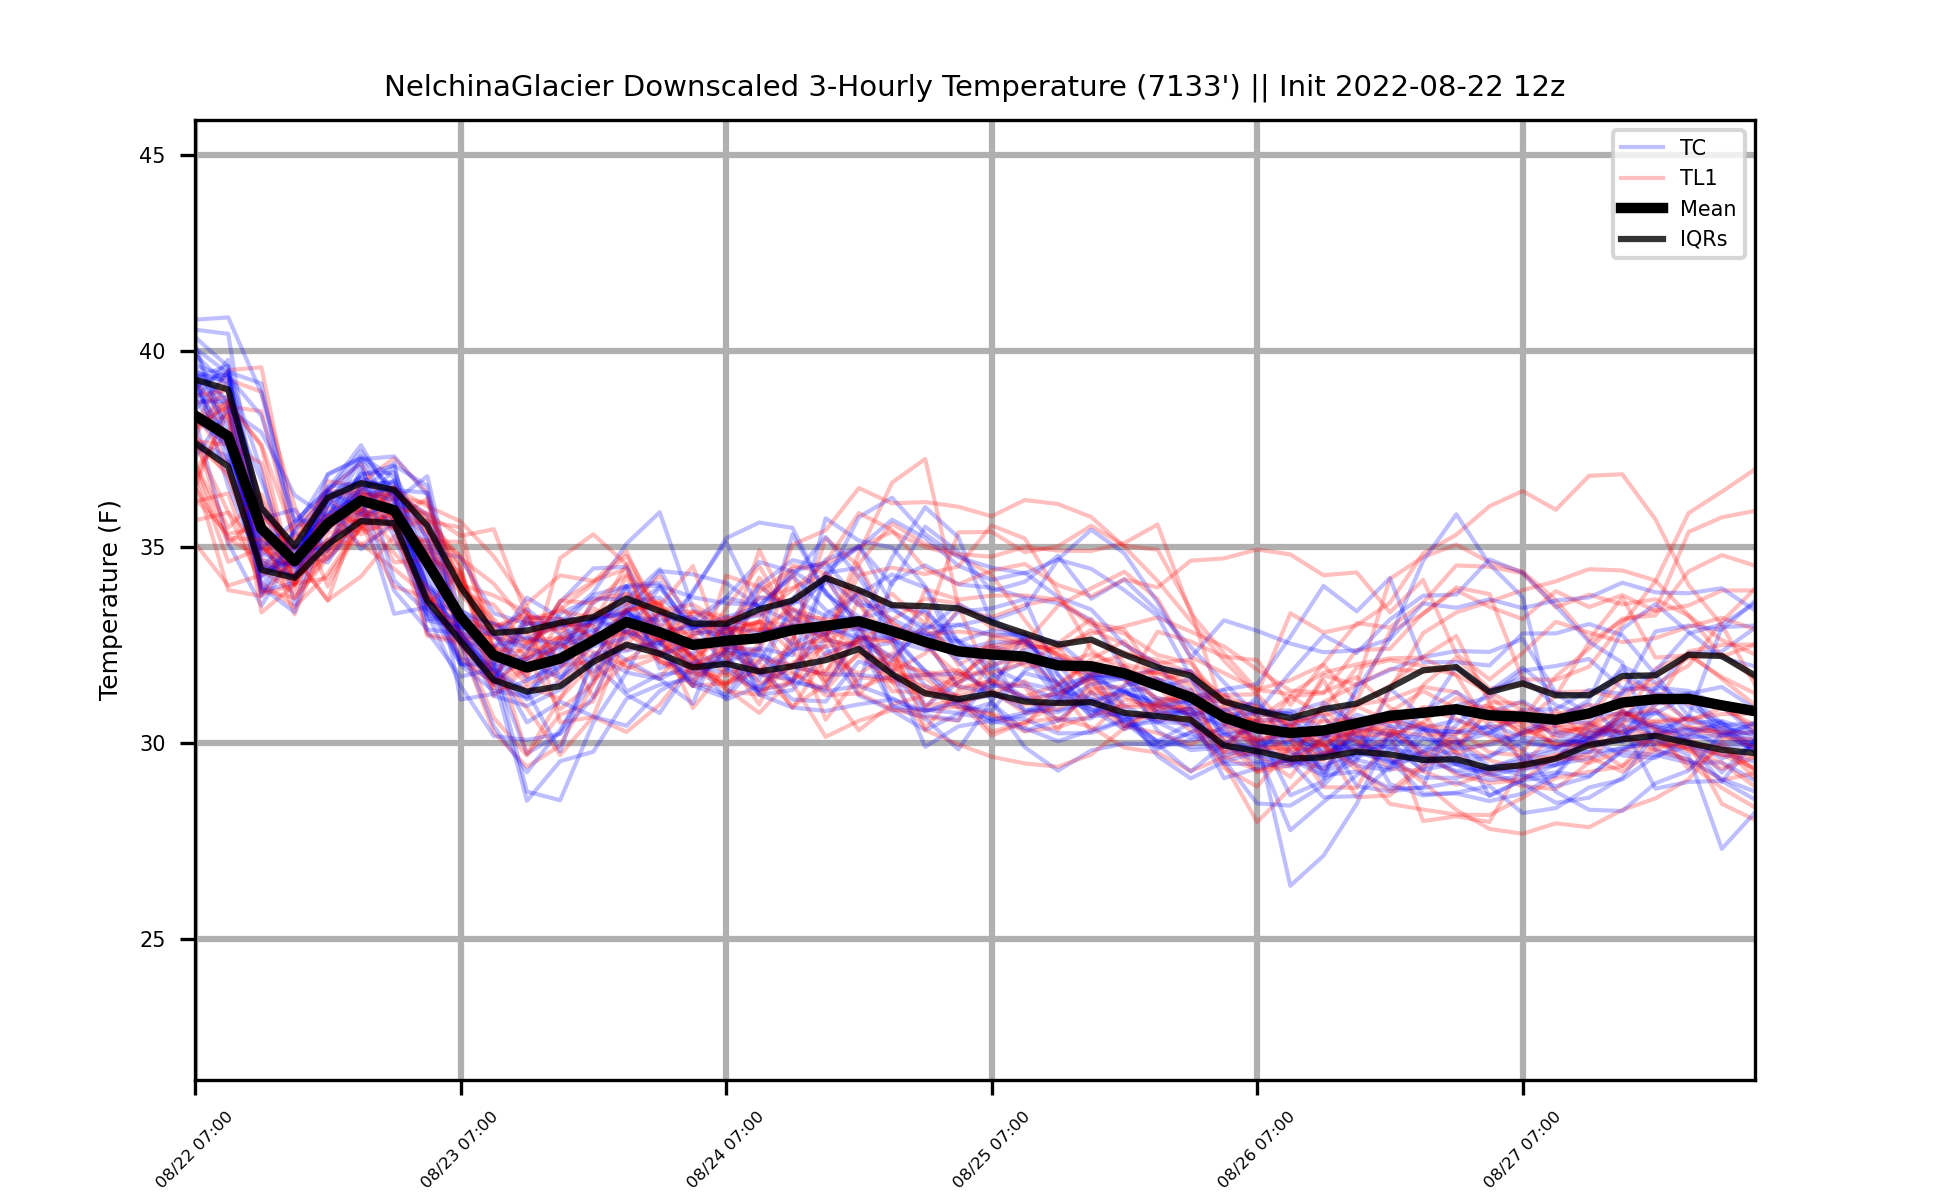 NelchinaGlacier Downscaled 3-Hourly Temperature (7133') || Init 2022-08-22 12z
TC
TL1
Mean
IQRs
Temperature (F)
45
40
35
30
25
08/22 07:00
08/23 07:00
08/24 07:00
08/25 07:00
08/26 07:00
08/27 07:00